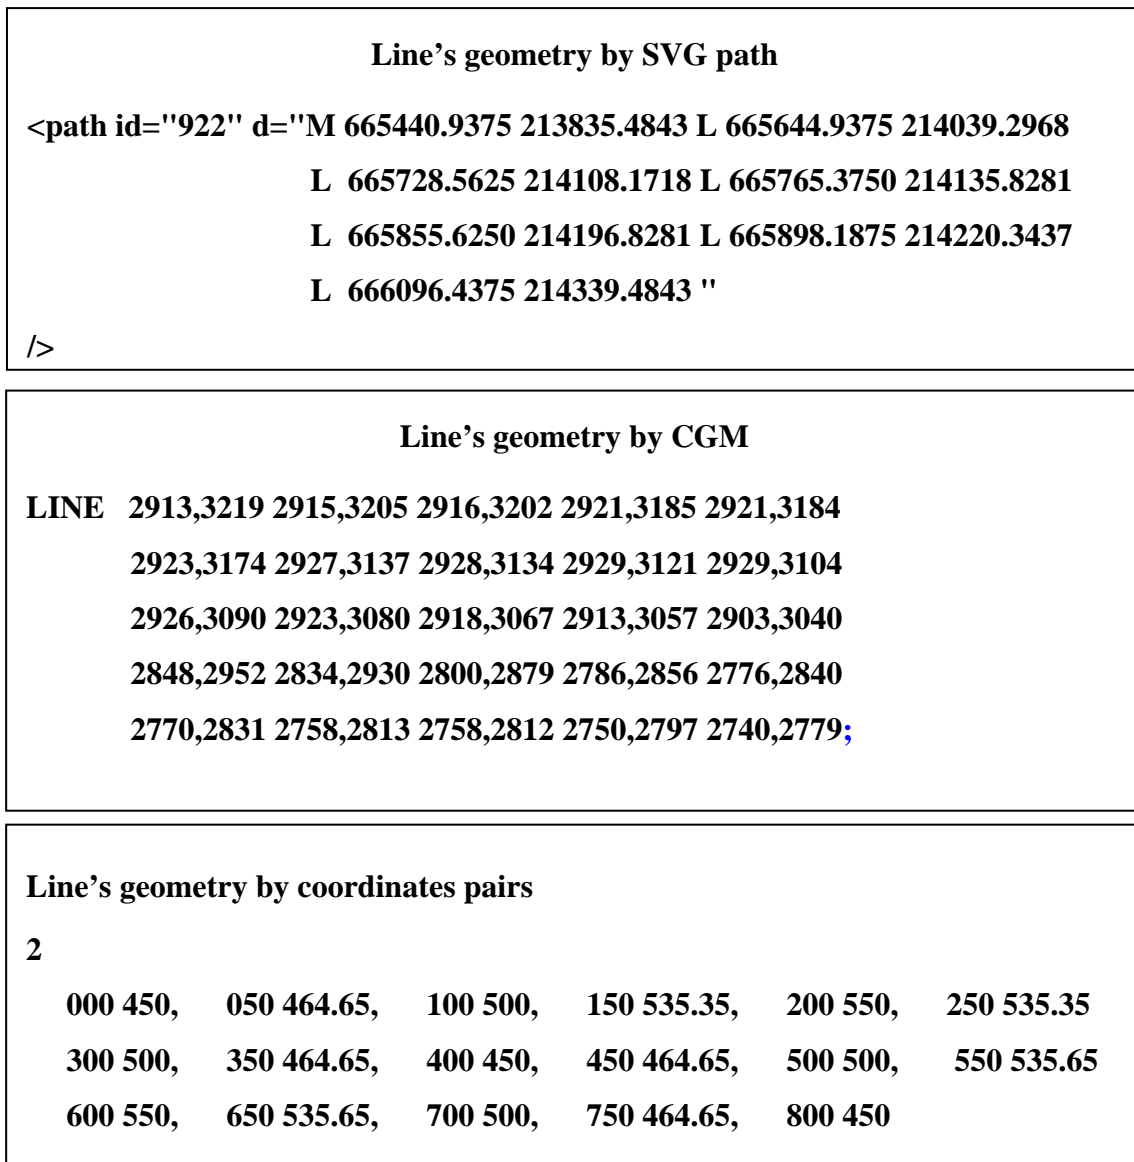 Line’s geometry by SVG path
<path id="922" d="M 665440.9375 213835.4843 L 665644.9375 214039.2968
L 665728.5625 214108.1718 L 665765.3750 214135.8281
L 665855.6250 214196.8281 L 665898.1875 214220.3437
L 666096.4375 214339.4843 "
/>
Line’s geometry by CGM
LINE 2913,3219 2915,3205 2916,3202 2921,3185 2921,3184
2923,3174 2927,3137 2928,3134 2929,3121 2929,3104
2926,3090 2923,3080 2918,3067 2913,3057 2903,3040
2848,2952 2834,2930 2800,2879 2786,2856 2776,2840
2770,2831 2758,2813 2758,2812 2750,2797 2740,2779;
Line’s geometry by coordinates pairs
2
000 450, 050 464.65, 100 500, 150 535.35, 200 550, 250 535.35
300 500, 350 464.65, 400 450, 450 464.65, 500 500, 550 535.65
600 550, 650 535.65, 700 500, 750 464.65, 800 450